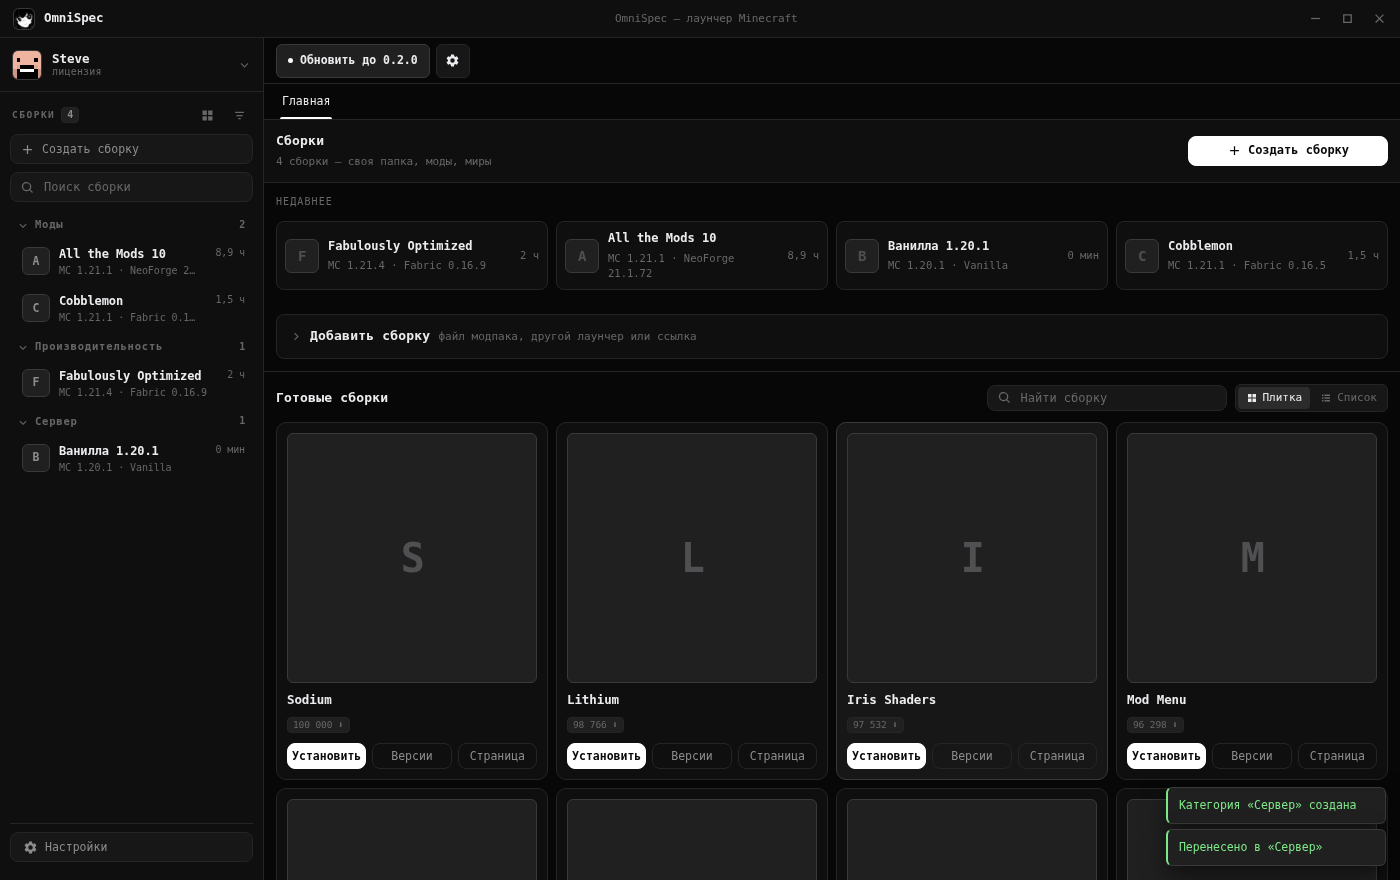 OmniSpec
OmniSpec — лаунчер Minecraft
Steve
лицензия
Обновить до 0.2.0
Главная
СБОРКИ 4
Создать сборку
Поиск сборки
Моды 2
A
All the Mods 10
8,9 ч
MC 1.21.1 · NeoForge 2…
C
Cobblemon
1,5 ч
MC 1.21.1 · Fabric 0.1…
Производительность 1
F
Fabulously Optimized
2 ч
MC 1.21.4 · Fabric 0.16.9
Сервер 1
В
Ванилла 1.20.1
0 мин
MC 1.20.1 · Vanilla
Настройки
Сборки
4 сборки — своя папка, моды, миры
Создать сборку
НЕДАВНЕЕ
F
Fabulously Optimized
MC 1.21.4 · Fabric 0.16.9
2 ч
A
All the Mods 10
MC 1.21.1 · NeoForge
21.1.72
8,9 ч
В
Ванилла 1.20.1
MC 1.20.1 · Vanilla
0 мин
C
Cobblemon
MC 1.21.1 · Fabric 0.16.5
1,5 ч
Добавить сборку файл модпака, другой лаунчер или ссылка
Готовые сборки
Найти сборку
Плитка
Список
S
Sodium
100 000 ⬇
Установить Версии Страница
L
Lithium
98 766 ⬇
Установить Версии Страница
I
Iris Shaders
97 532 ⬇
Установить Версии Страница
M
Mod Menu
96 298 ⬇
Установить Версии Страница
Категория «Сервер» создана
Перенесено в «Сервер»